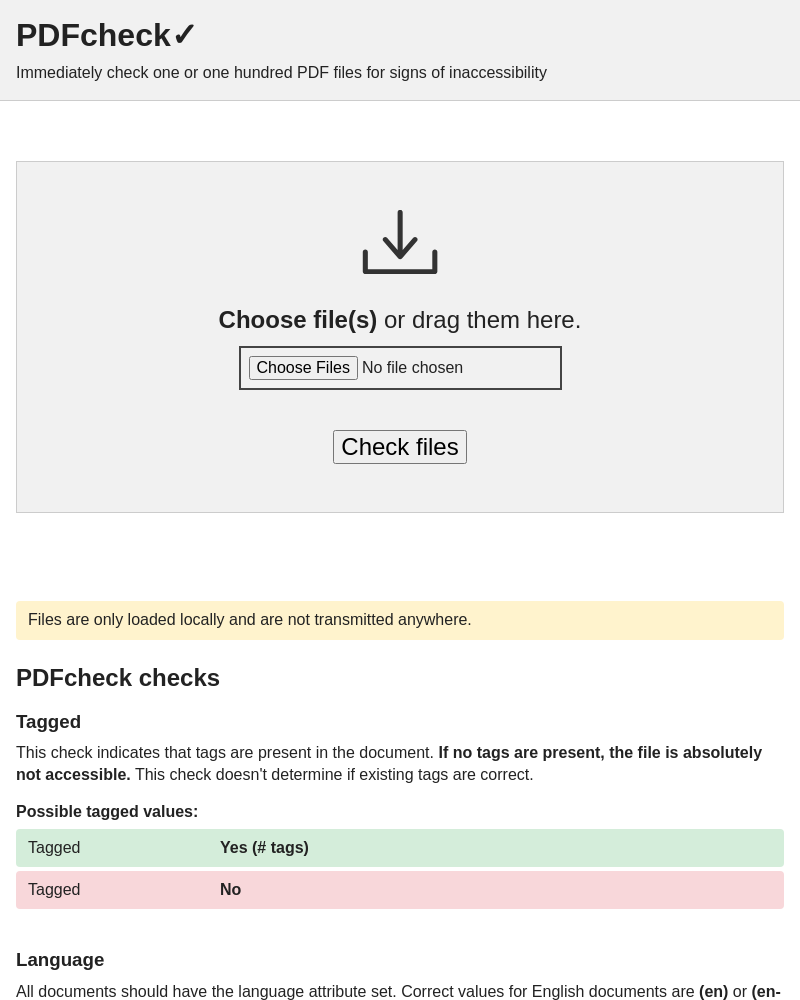 PDFcheck✓
Immediately check one or one hundred PDF files for signs of inaccessibility
Choose file(s) or drag them here.
Choose Files No file chosen
Check files
Files are only loaded locally and are not transmitted anywhere.
PDFcheck checks
Tagged
This check indicates that tags are present in the document. If no tags are present, the file is absolutely
not accessible. This check doesn't determine if existing tags are correct.
Possible tagged values:
Tagged Yes (# tags)
Tagged No
Language
All documents should have the language attribute set. Correct values for English documents are (en) or (en-